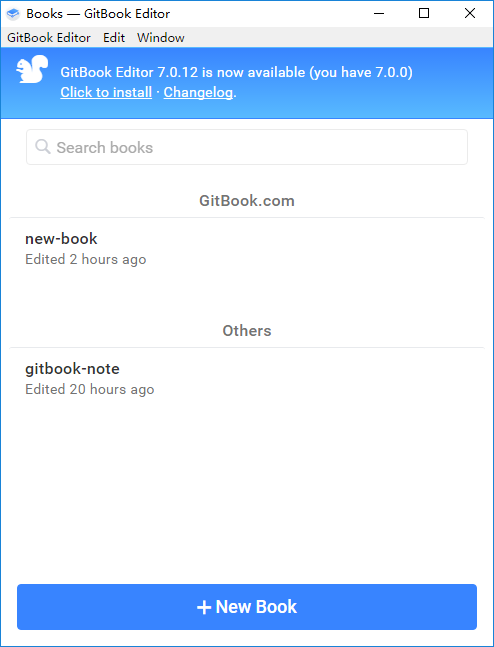 Books — GitBook Editor
GitBook Editor Edit Window
GitBook Editor 7.0.12 is now available (you have 7.0.0)
Click to install · Changelog.
Search books
GitBook.com
new-book
Edited 2 hours ago
Others
gitbook-note
Edited 20 hours ago
New Book